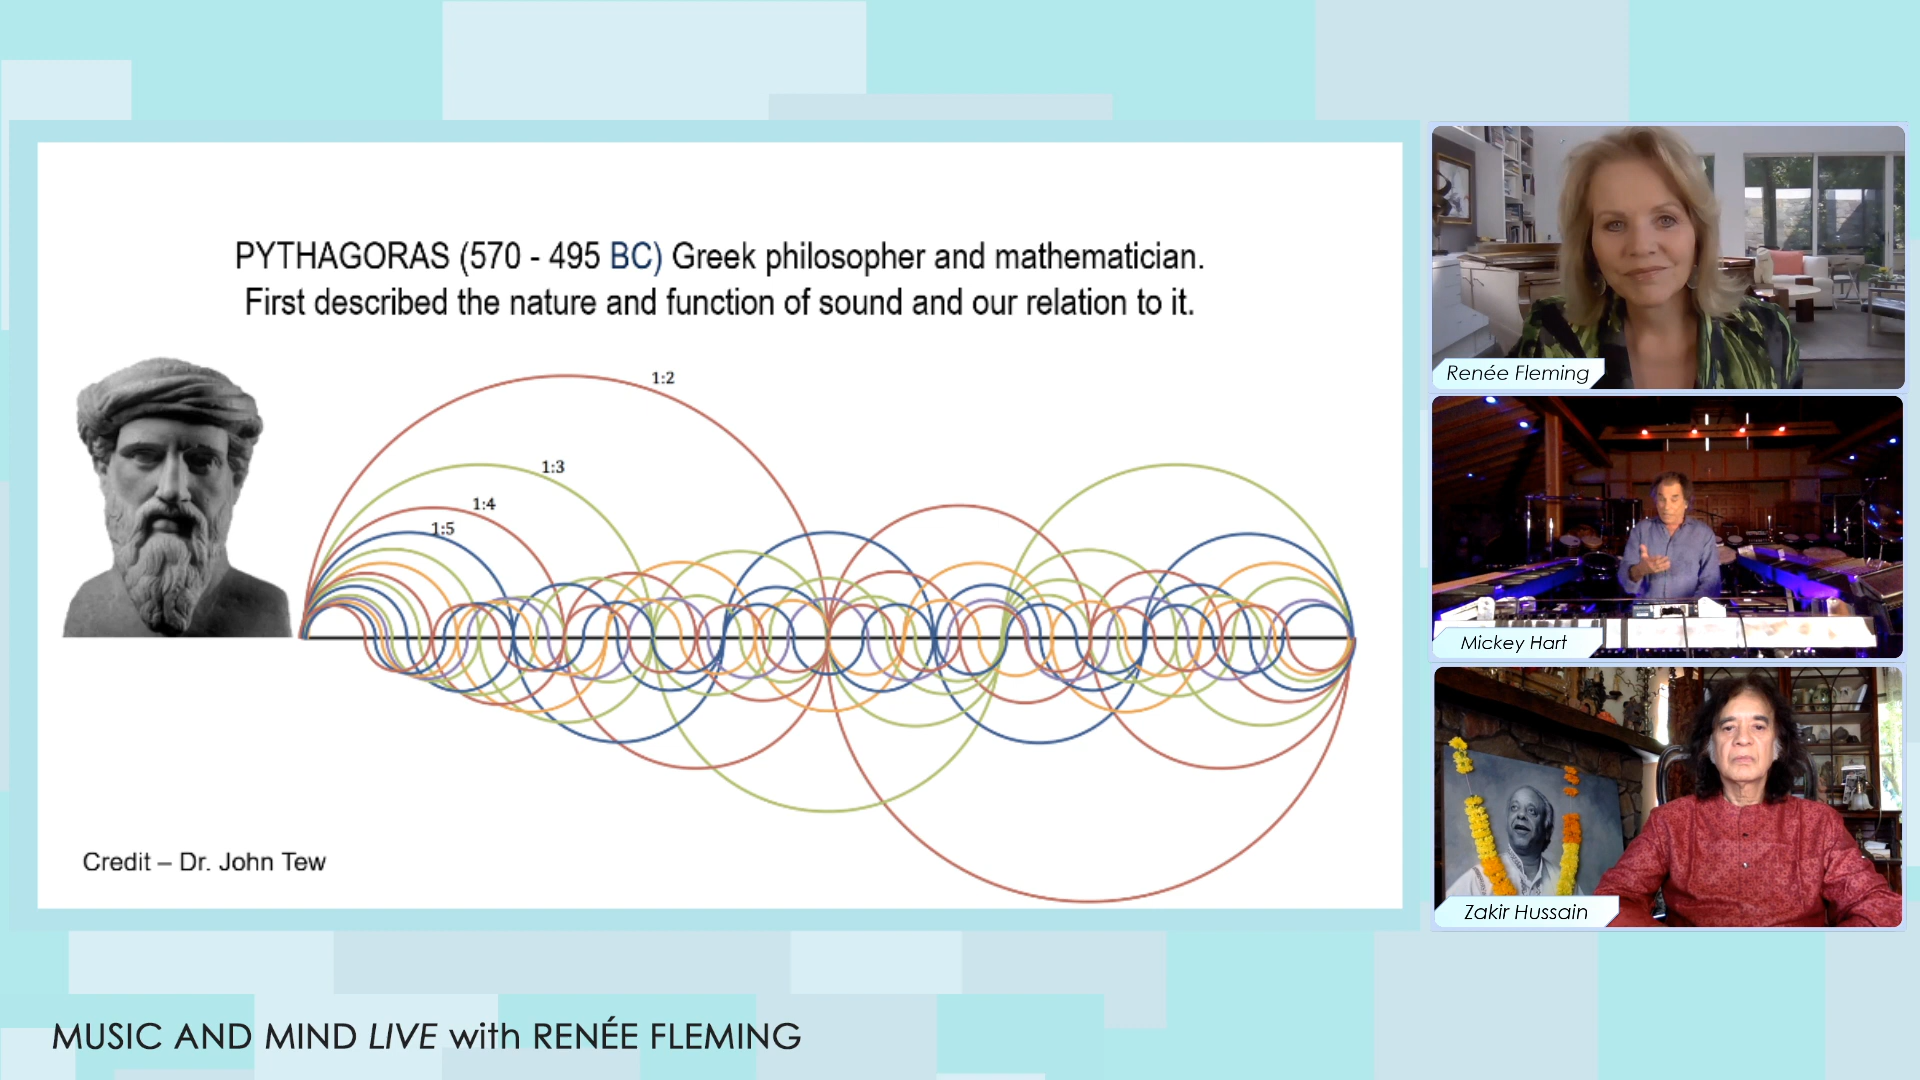 PYTHAGORAS (570 - 495 BC) Greek philosopher and mathematician.
First described the nature and function of sound and our relation to it.
1:2
1:3
1:4
1:5
Credit – Dr. John Tew
Renée Fleming
Mickey Hart
Zakir Hussain
MUSIC AND MIND LIVE with RENÉE FLEMING